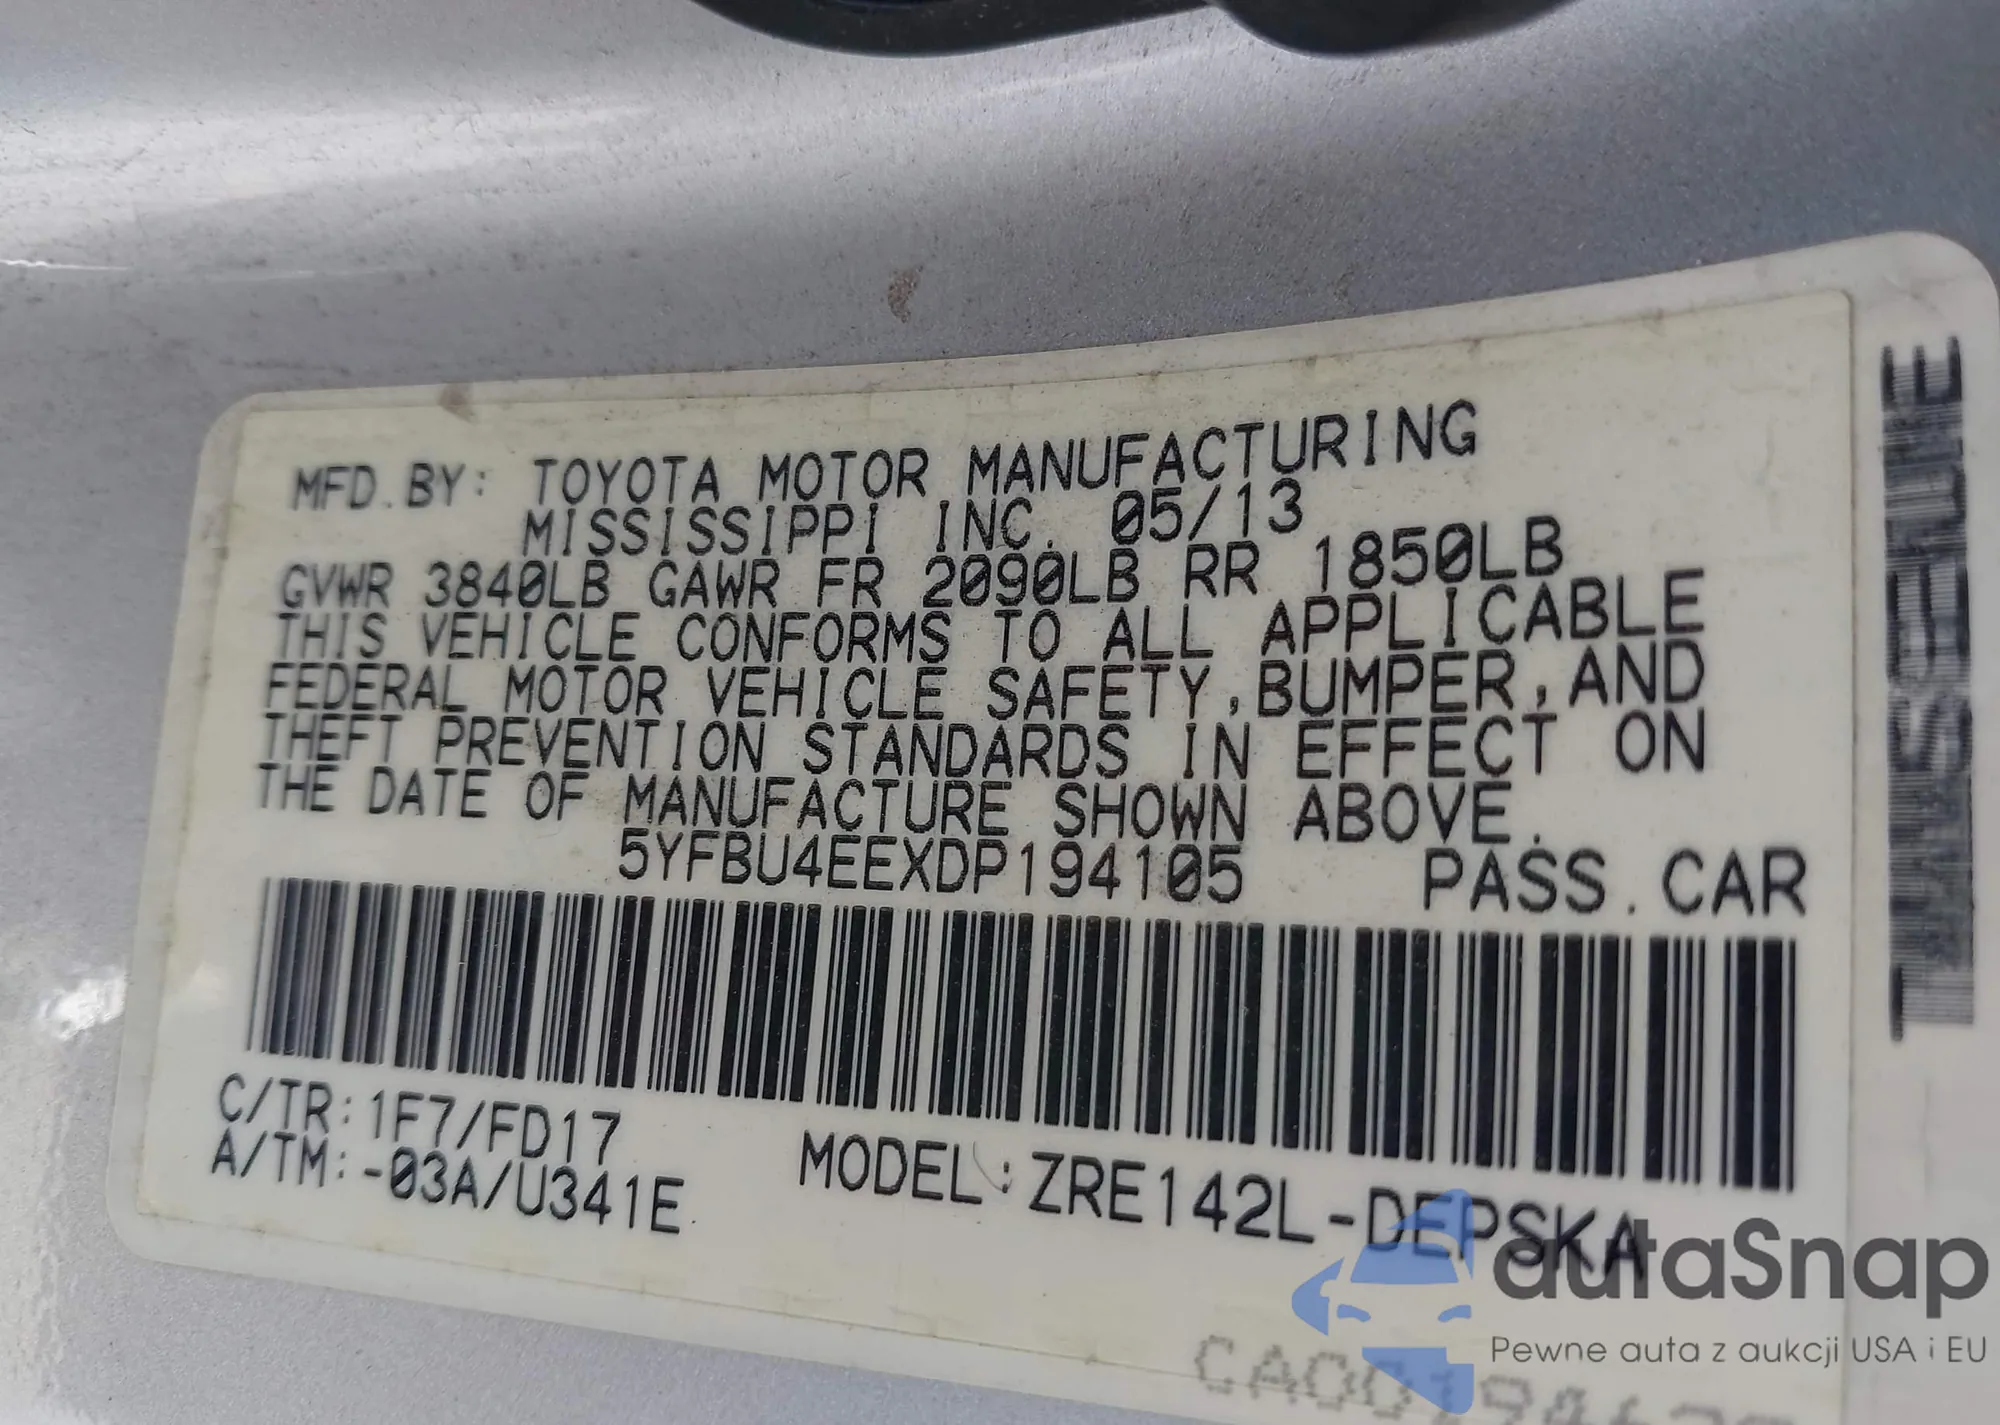 MFD.BY: TOYOTA MOTOR MANUFACTURING
MISSISSIPPI INC. 05/13
GVWR 3840LB GAWR FR 2090LB RR 1850LB
THIS VEHICLE CONFORMS TO ALL APPLICABLE
FEDERAL MOTOR VEHICLE SAFETY,BUMPER,AND
THEFT PREVENTION STANDARDS IN EFFECT ON
THE DATE OF MANUFACTURE SHOWN ABOVE.
5YFBU4EEXDP194105 PASS.CAR
C/TR:1F7/FD17
A/TM:-03A/U341E
MODEL:ZRE142L-DEPSKA
autaSnap
Pewne auta z aukcji USA i EU